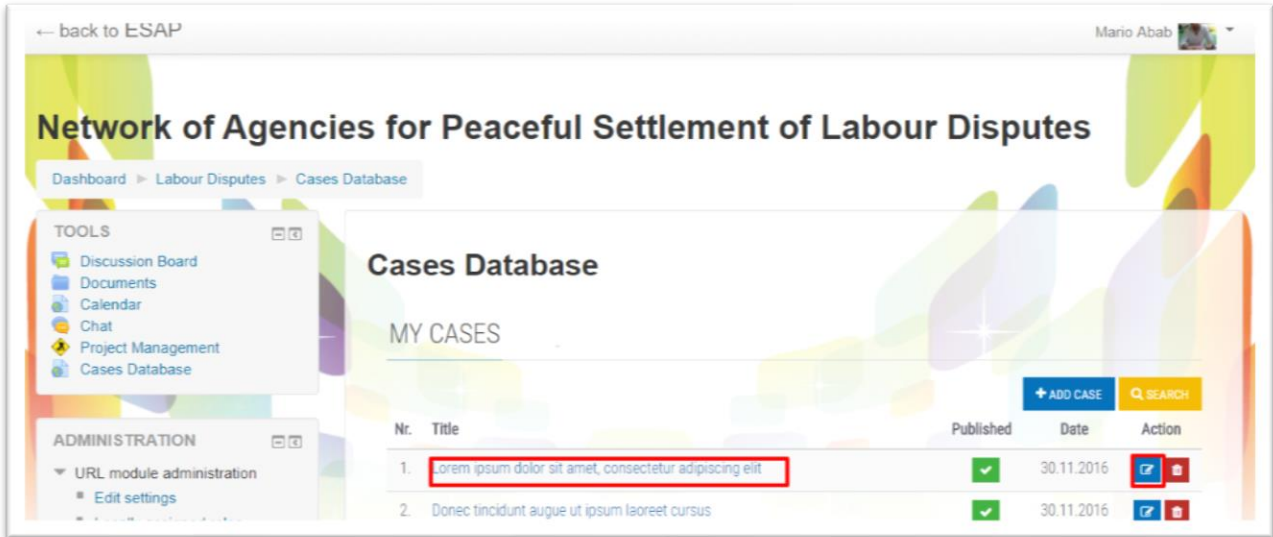 ← back to ESAP
Mario Abab
Network of Agencies for Peaceful Settlement of Labour Disputes
Dashboard ► Labour Disputes ► Cases Database
TOOLS
Discussion Board
Documents
Calendar
Chat
Project Management
Cases Database
ADMINISTRATION
URL module administration
Edit settings
Cases Database
MY CASES
+ ADD CASE SEARCH
Nr. Title Published Date Action
1. Lorem ipsum dolor sit amet, consectetur adipiscing elit 30.11.2016
2. Donec tincidunt augue ut ipsum laoreet cursus 30.11.2016